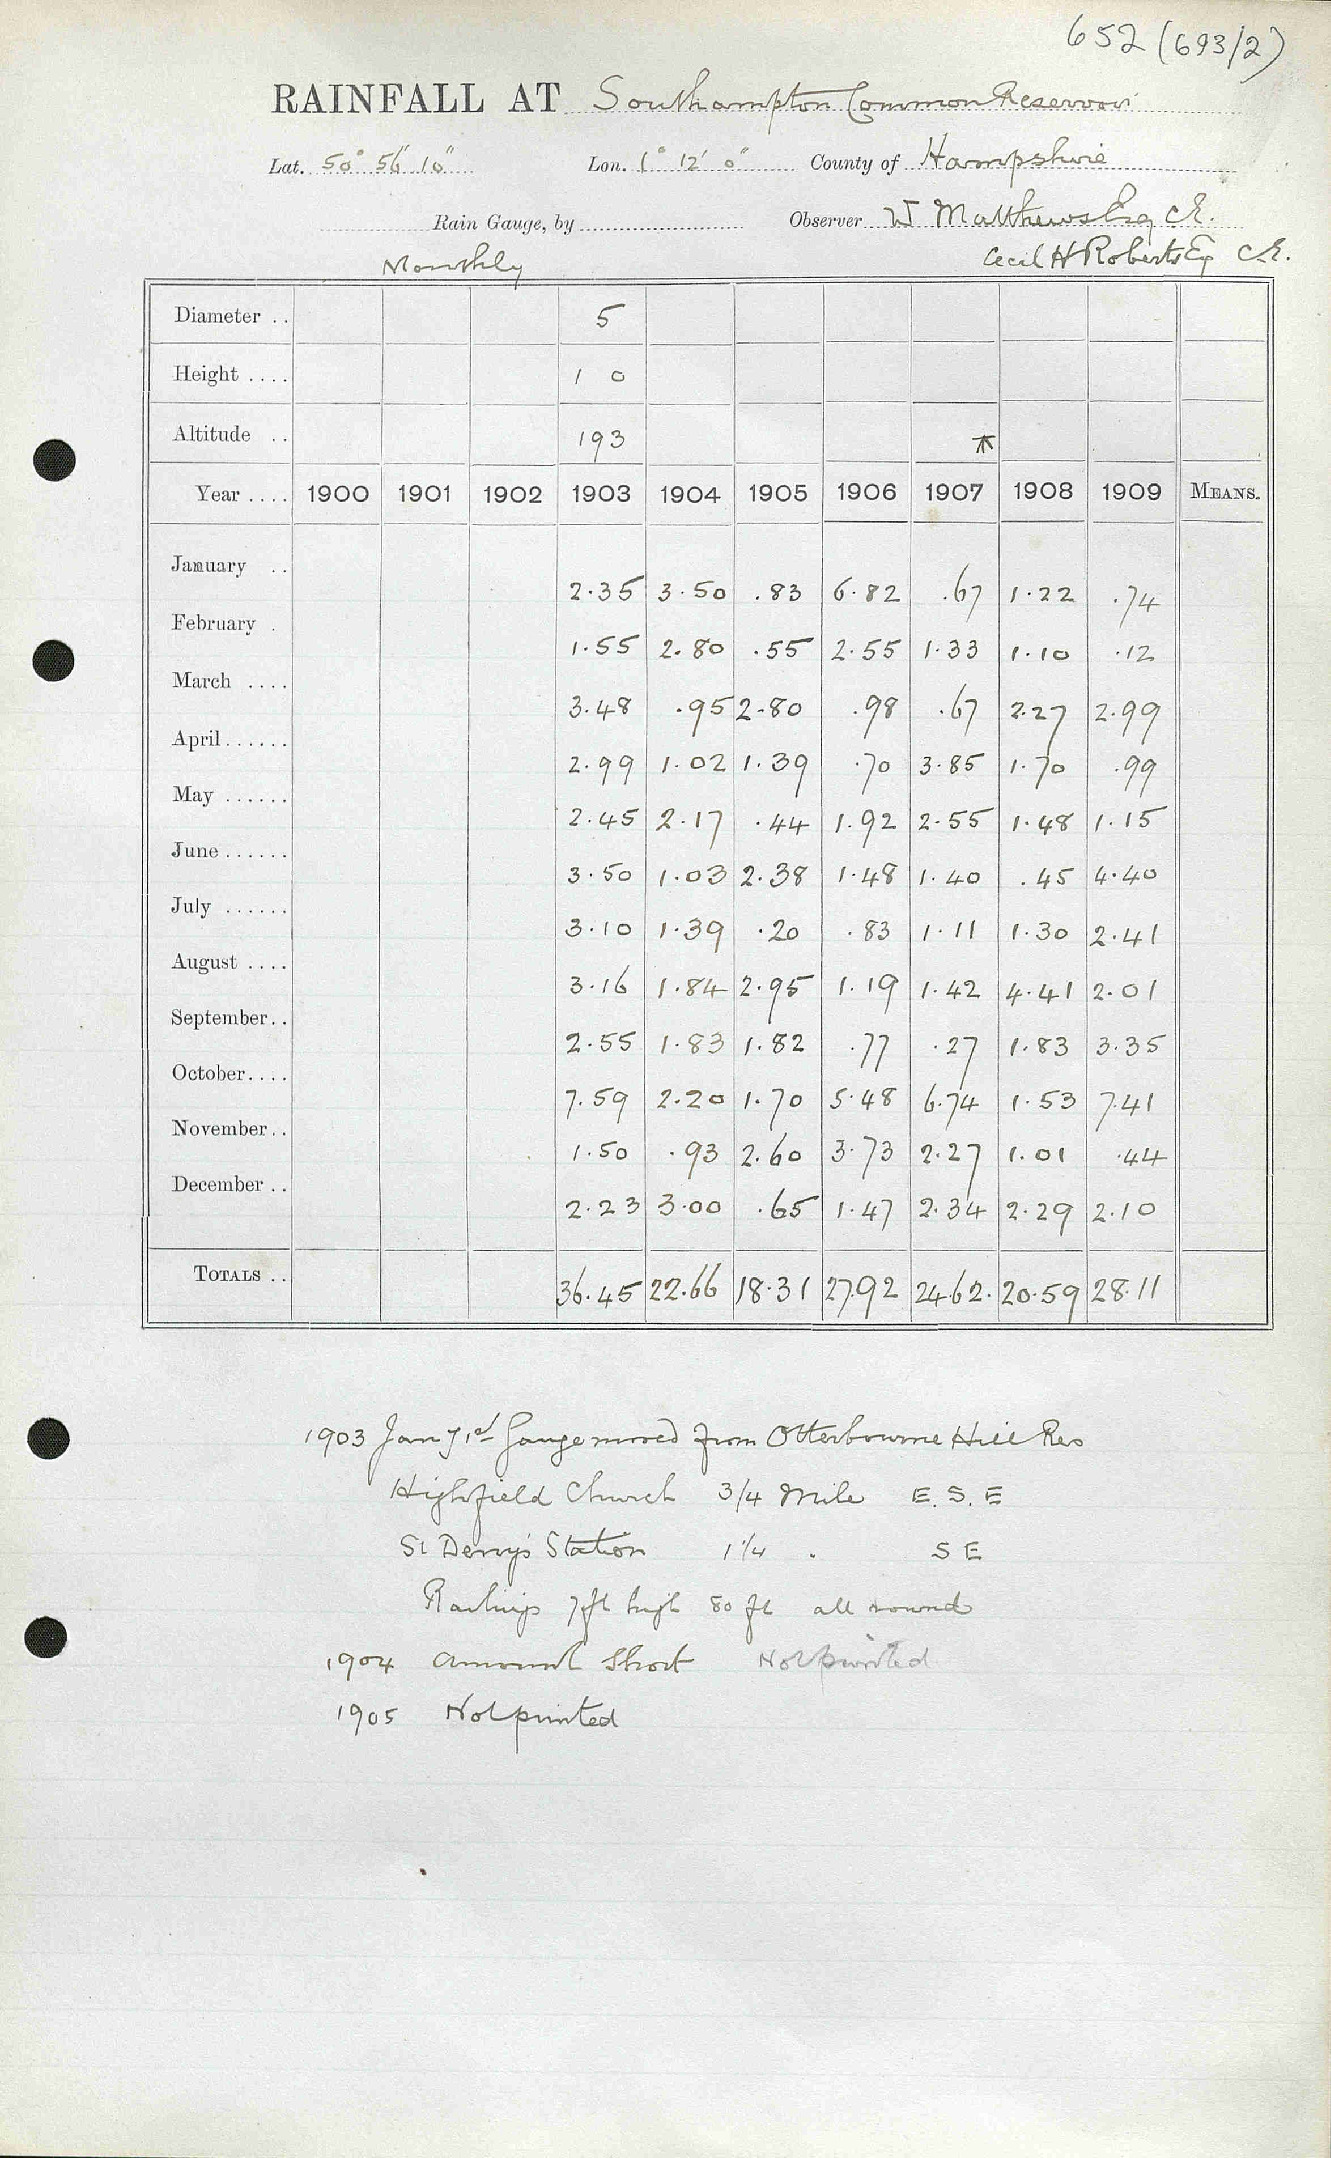 652 (693/2)
RAINFALL AT Southampton Common Reservoir
Lat. 50° 56' 10" Lon. 1° 12' 0" County of Hampshire
Rain Gauge, by Observer W Matthews Esq C.E.
Monthly Cecil H Roberts Esq C.E.
Diameter .. 5
Height .... 1 0
Altitude .. 193
Year .... 1900 1901 1902 1903 1904 1905 1906 1907 1908 1909 MEANS.
January .. 2.35 3.50 .83 6.82 .67 1.22 .74
February . 1.55 2.80 .55 2.55 1.33 1.10 .12
March .... 3.48 .95 2.80 .98 .67 2.27 2.99
April...... 2.99 1.02 1.39 .70 3.85 1.70 .99
May ...... 2.45 2.17 .44 1.92 2.55 1.48 1.15
June ...... 3.50 1.03 2.38 1.48 1.40 .45 4.40
July ...... 3.10 1.39 .20 .83 1.11 1.30 2.41
August .... 3.16 1.84 2.95 1.19 1.42 4.41 2.01
September.. 2.55 1.83 1.82 .77 .27 1.83 3.35
October.... 7.59 2.20 1.70 5.48 6.74 1.53 7.41
November.. 1.50 .93 2.60 3.73 2.27 1.01 .44
December .. 2.23 3.00 .65 1.47 2.34 2.29 2.10
TOTALS .. 36.45 22.66 18.31 27.92 24.62. 20.59 28.11
1903 Jan 1st Gauge moved from Otterbourne Hill Res
Highfield Church 3/4 Mile E.S.E
St Denys Station 1 1/4 " S E
Railings 7ft high 80 ft all round
1904 Amount Short Not printed
1905 Not printed